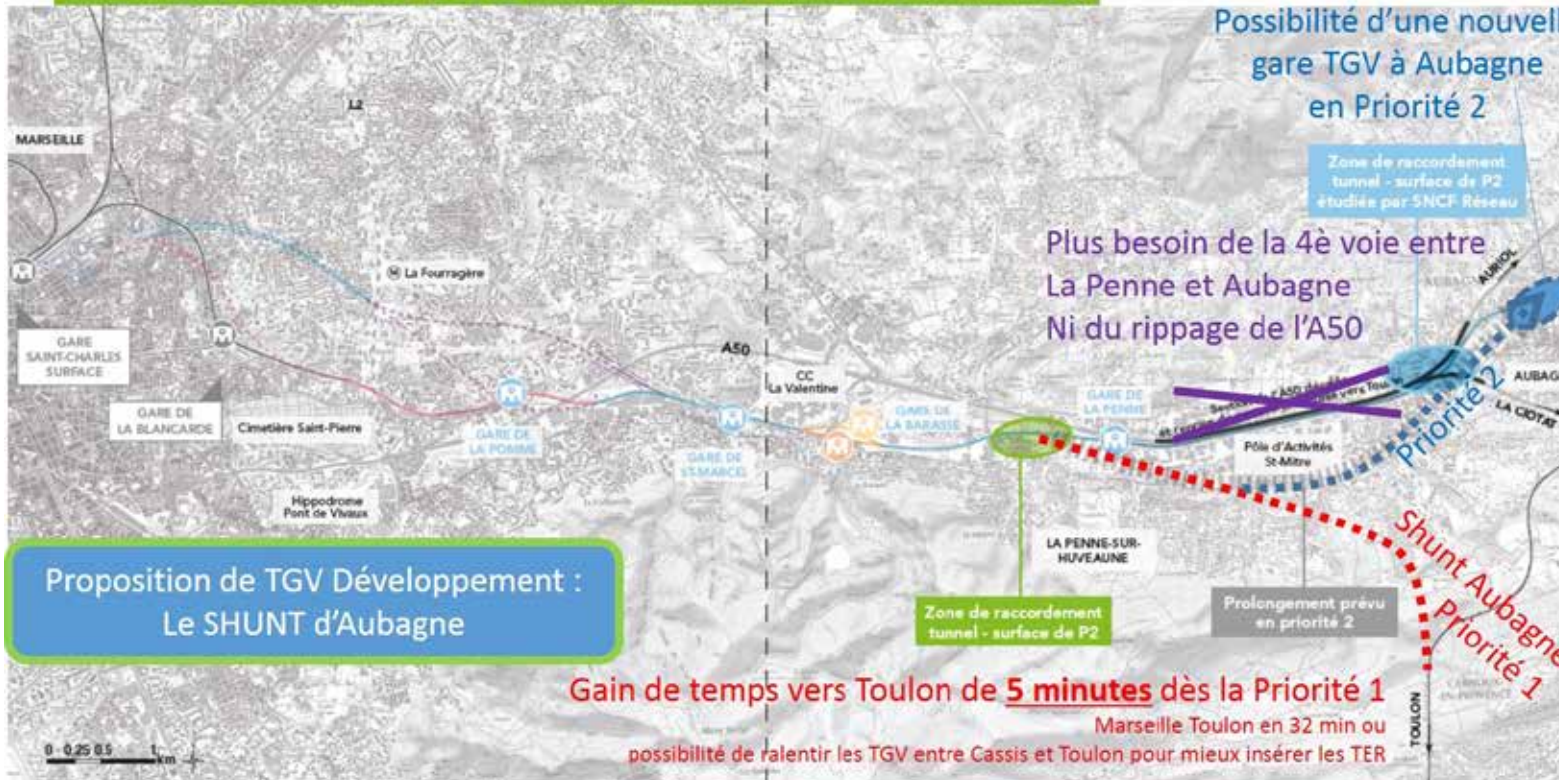 Possibilité d'une nouvell
gare TGV à Aubagne
en Priorité 2
L2
MARSEILLE
Zone de raccordement
tunnel - surface de P2
étudiée par SNCF Réseau
Plus besoin de la 4è voie entre
La Penne et Aubagne
Ni du rippage de l'A50
AURIOL
M La Fourragère
GARE
SAINT-CHARLES
SURFACE
A50
CC
La Valentine
GARE DE
LA BLANCARDE
Cimetière Saint-Pierre
GARE DE
LA POMME
GARE DE
ST-MARCEL
GARE DE
LA BARASSE
GARE DE
LA PENNE
AUBAG
LA CIOTAT
Priorité 2
Pôle d'Activités
St-Mitre
Hippodrome
Pont de Vivaux
LA PENNE-SUR-
HUVEAUNE
Proposition de TGV Développement :
Le SHUNT d'Aubagne
Zone de raccordement
tunnel - surface de P2
Prolongement prévu
en priorité 2
Shunt Aubagne
Priorité 1
Gain de temps vers Toulon de 5 minutes dès la Priorité 1
Marseille Toulon en 32 min ou
possibilité de ralentir les TGV entre Cassis et Toulon pour mieux insérer les TER
TOULON
0 0.25 0.5 1
km